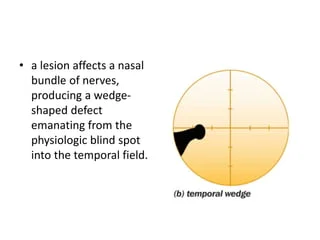 • a lesion affects a nasal
bundle of nerves,
producing a wedge-
shaped defect
emanating from the
physiologic blind spot
into the temporal field.
(b) temporal wedge